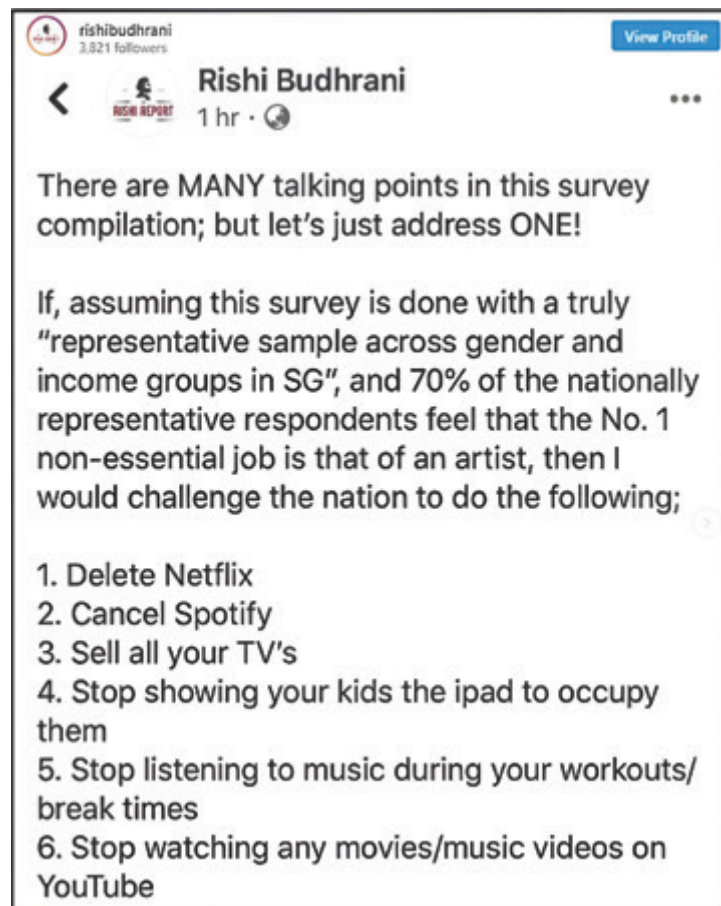 rishibudhrani
3,821 followers
View Profile
Rishi Budhrani
RISHI REPORT
1 hr ·
There are MANY talking points in this survey
compilation; but let's just address ONE!
If, assuming this survey is done with a truly
"representative sample across gender and
income groups in SG", and 70% of the nationally
representative respondents feel that the No. 1
non-essential job is that of an artist, then I
would challenge the nation to do the following;
1. Delete Netflix
2. Cancel Spotify
3. Sell all your TV's
4. Stop showing your kids the ipad to occupy
them
5. Stop listening to music during your workouts/
break times
6. Stop watching any movies/music videos on
YouTube